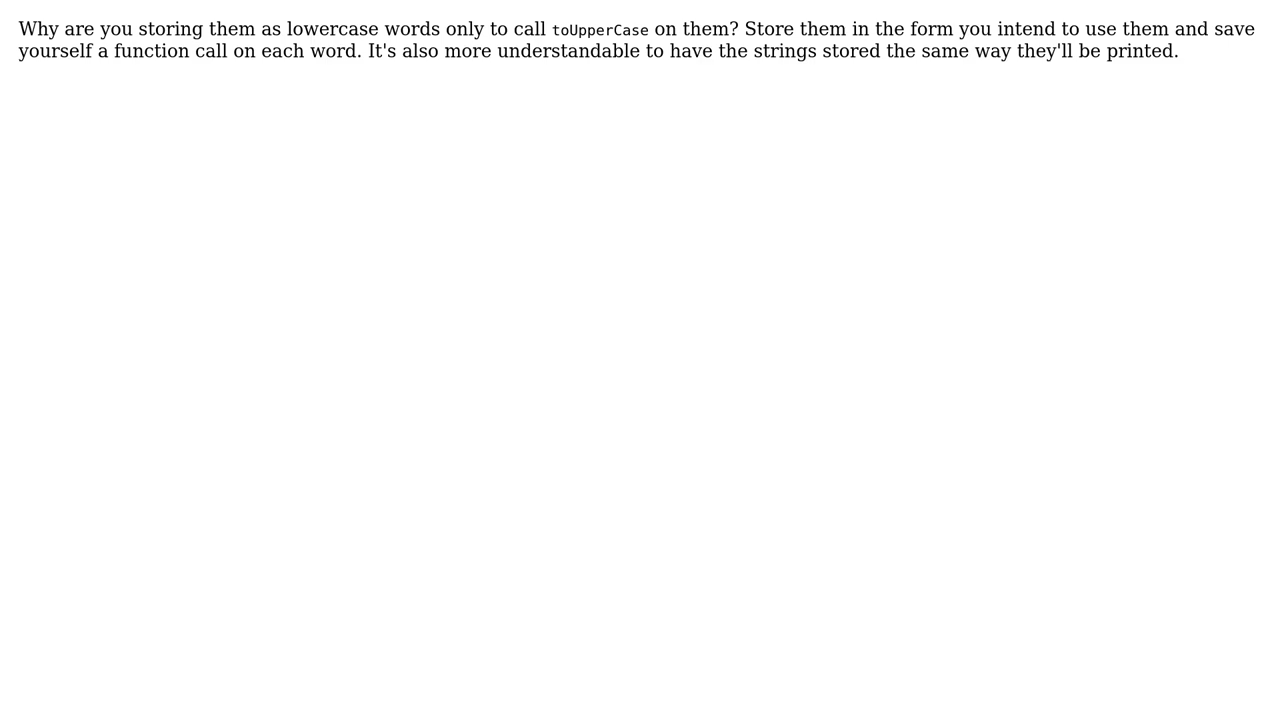 Why are you storing them as lowercase words only to call toUpperCase on them? Store them in the form you intend to use them and save
yourself a function call on each word. It's also more understandable to have the strings stored the same way they'll be printed.